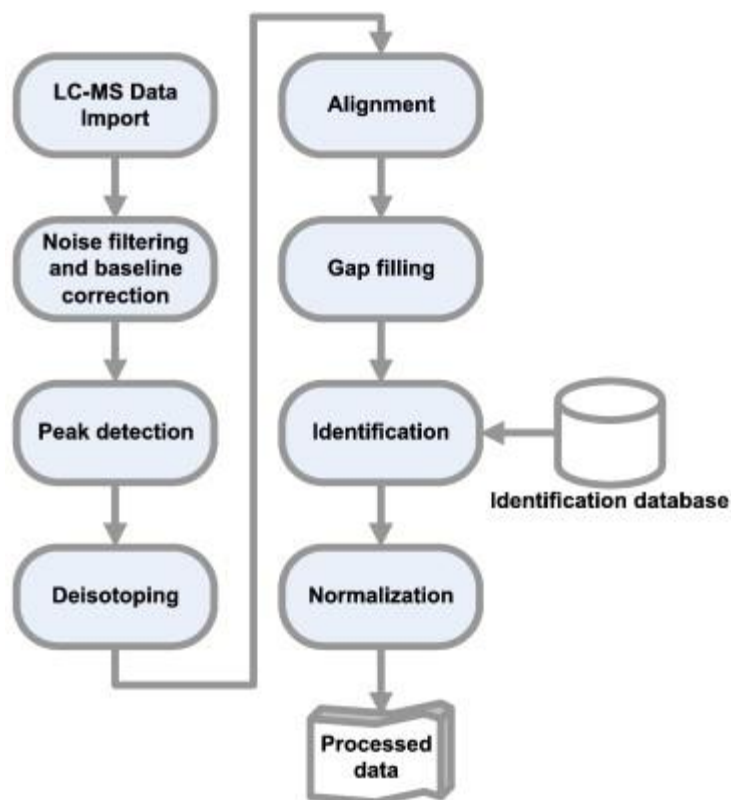 LC-MS Data
Import
Noise filtering
and baseline
correction
Peak detection
Deisotoping
Alignment
Gap filling
Identification
Identification database
Normalization
Processed
data